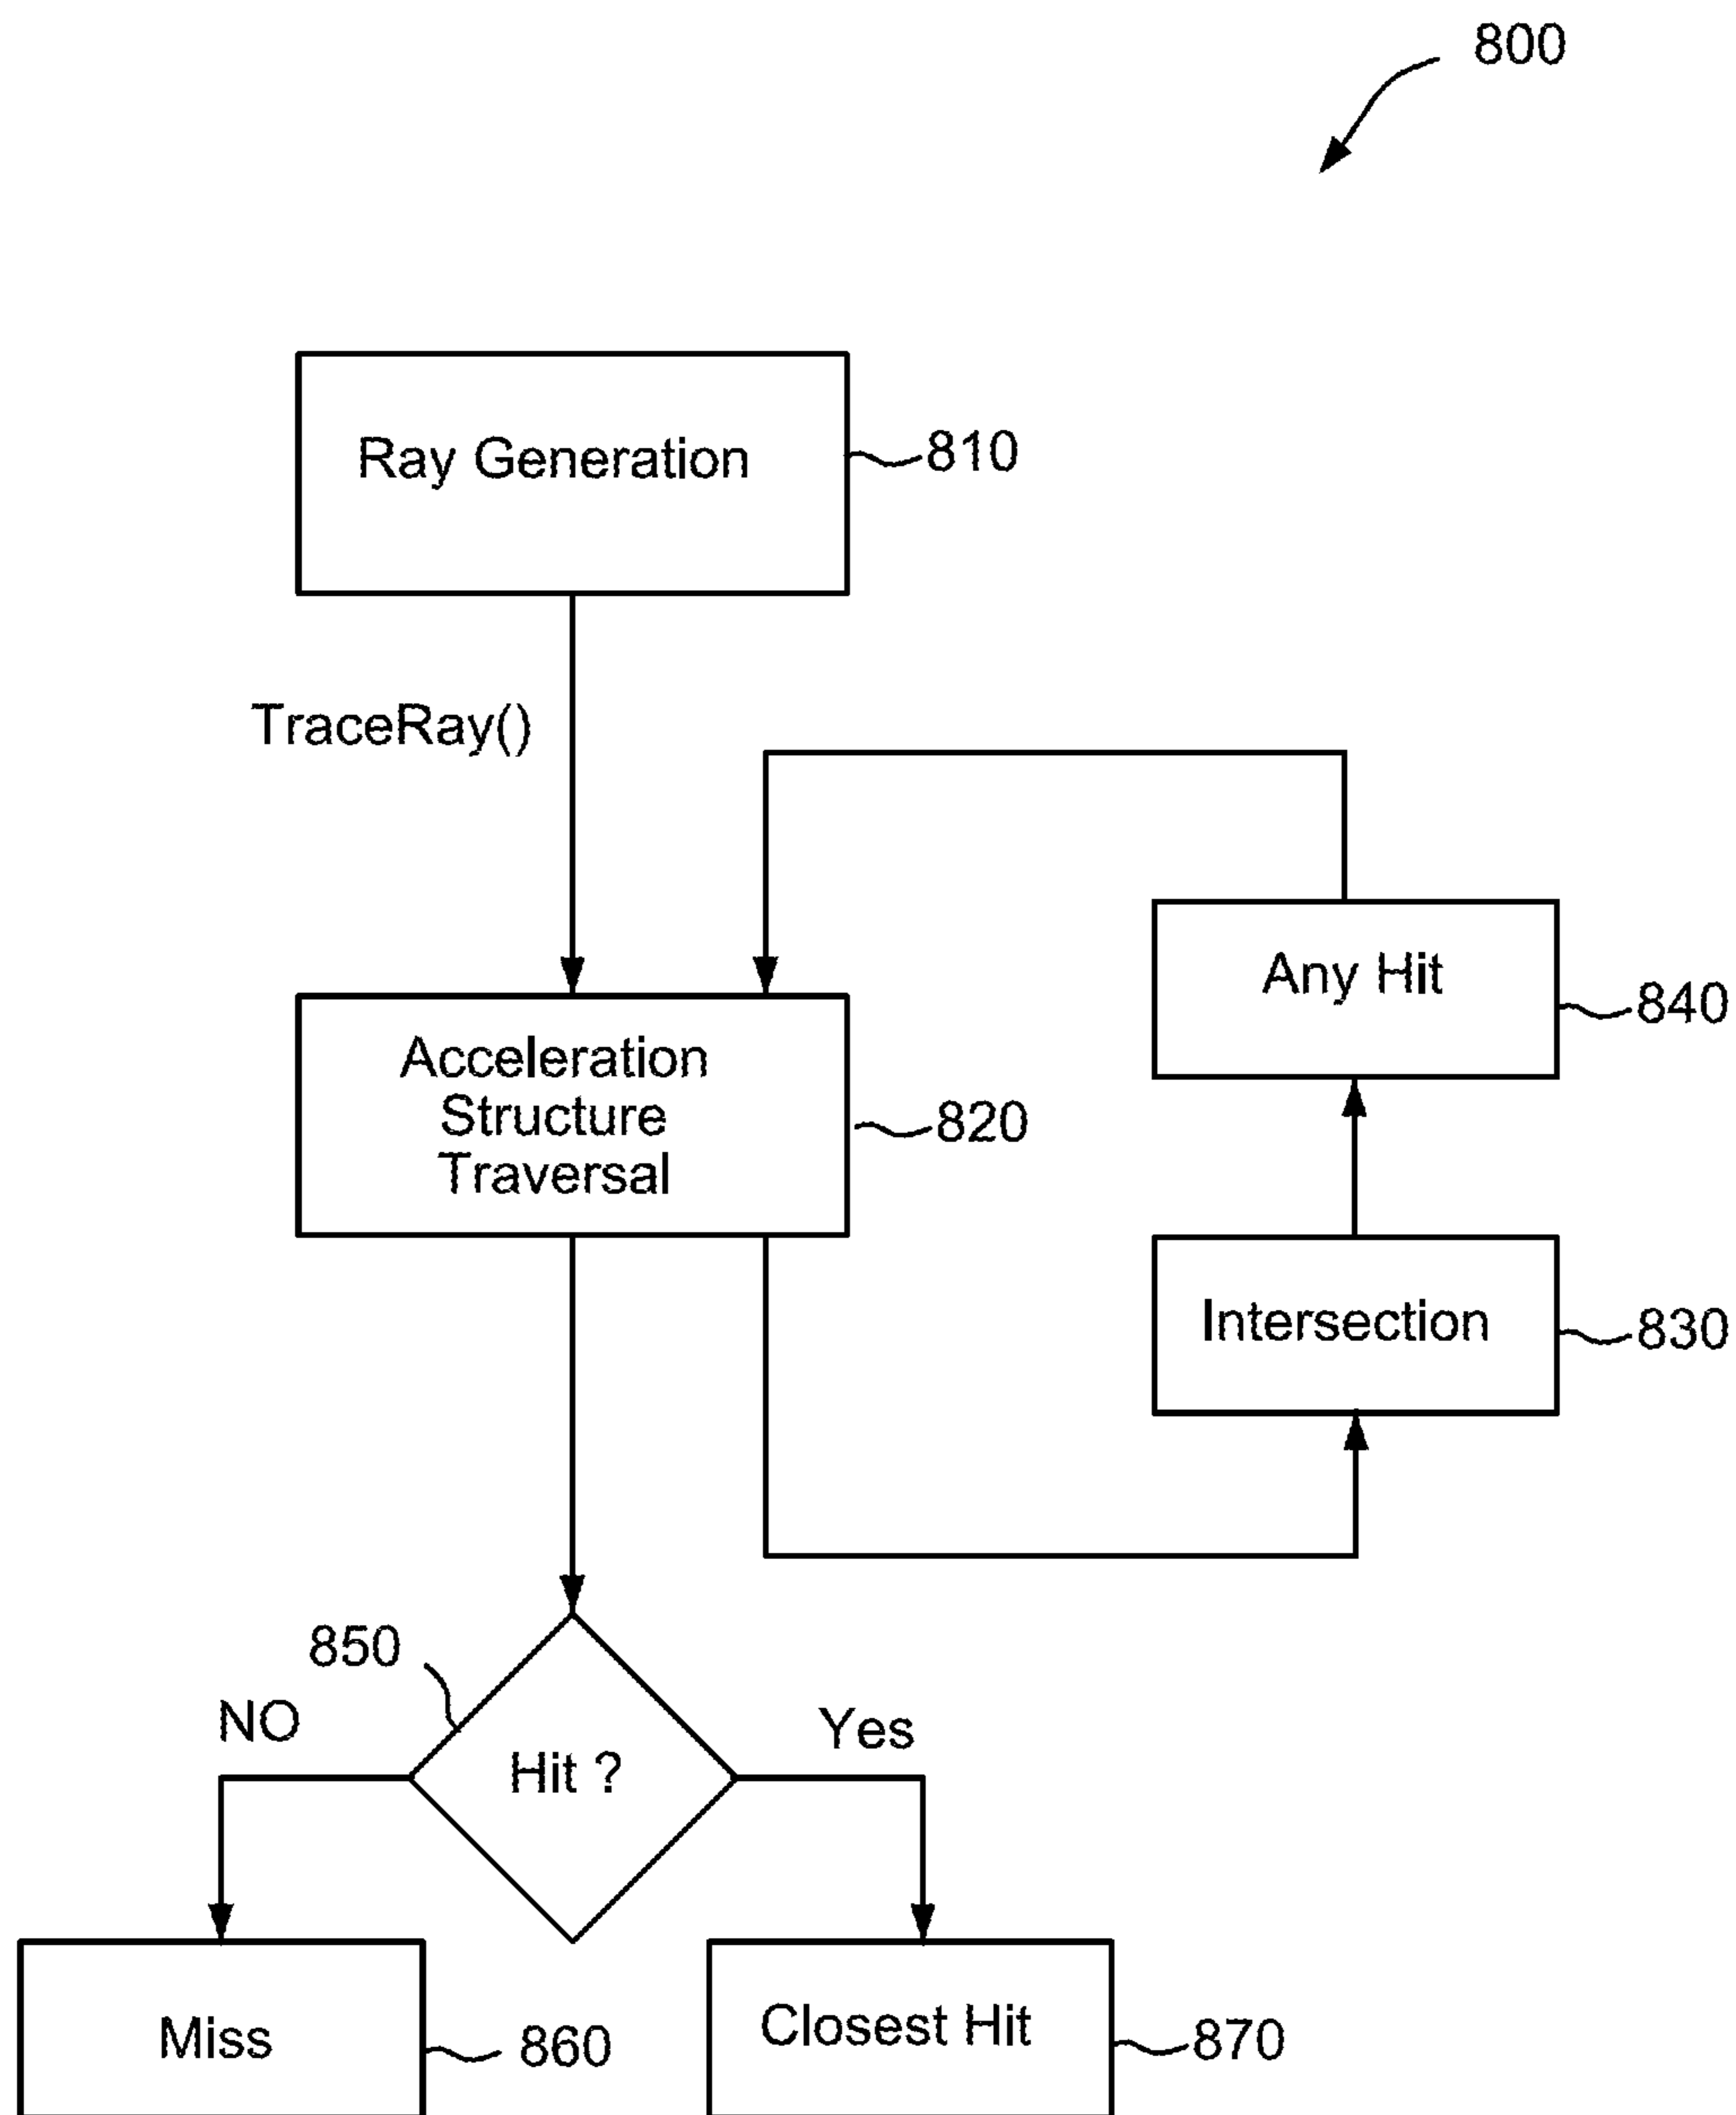 800
Ray Generation
810
TraceRay()
Any Hit
840
Acceleration
Structure
Traversal
820
Intersection
830
850
NO
Yes
Hit ?
Miss
860
Closest Hit
870